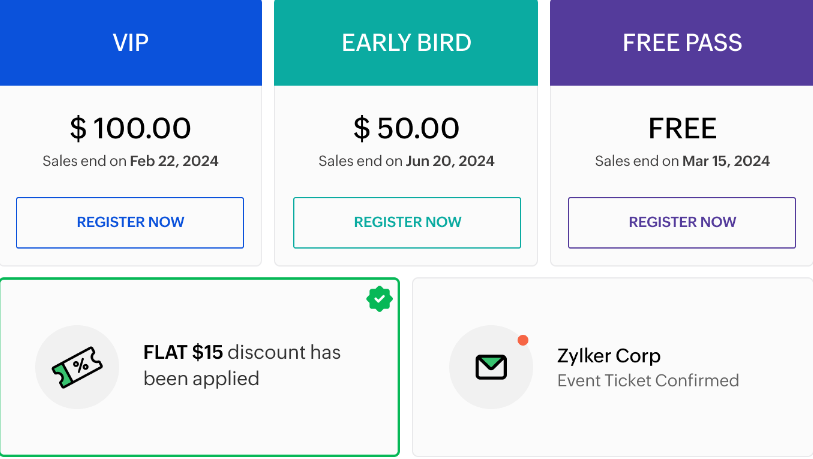 VIP
$ 100.00
Sales end on Feb 22, 2024
REGISTER NOW
EARLY BIRD
$ 50.00
Sales end on Jun 20, 2024
REGISTER NOW
FREE PASS
FREE
Sales end on Mar 15, 2024
REGISTER NOW
%
FLAT $15 discount has
been applied
Zylker Corp
Event Ticket Confirmed